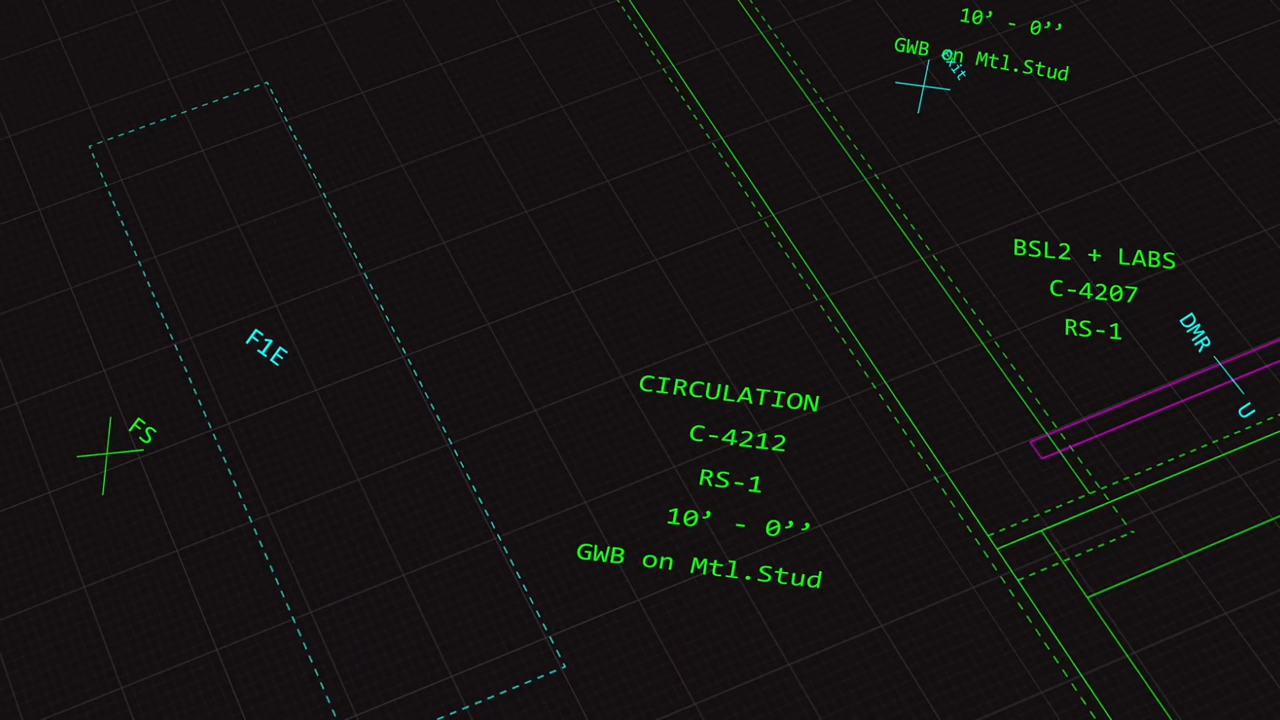 10’ - 0’’
GWB on Mtl.Stud
exit
BSL2 + LABS
C-4207
RS-1
DMR
U
F1E
FS
CIRCULATION
C-4212
RS-1
10’ - 0’’
GWB on Mtl.Stud